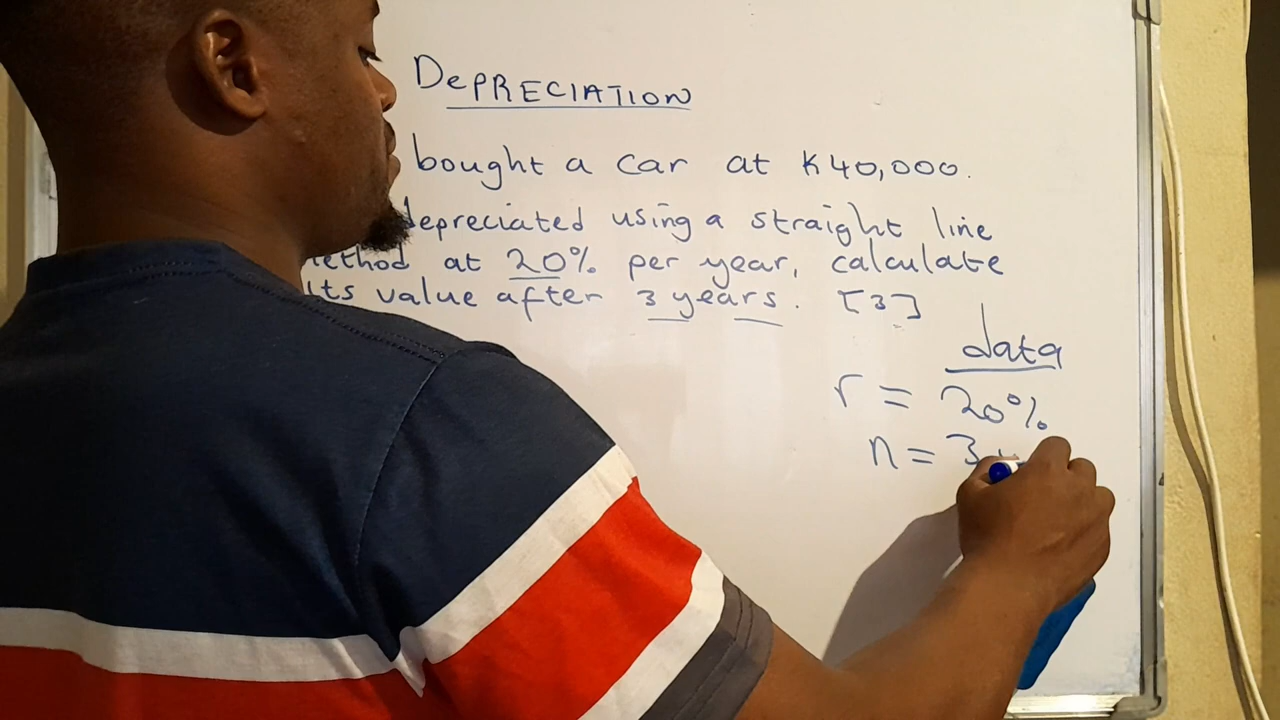 DEPRECIATION
bought a car at K40,000.
depreciated using a straight line
method at 20% per year, calculate
its value after 3 years. [3]
data
r = 20%
n = 3